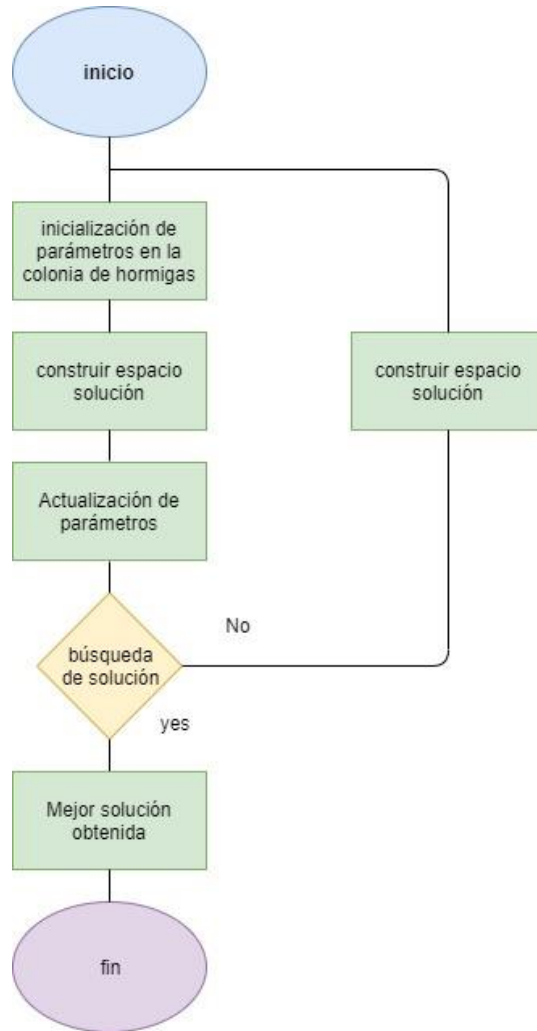 inicio
inicialización de
parámetros en la
colonia de hormigas
construir espacio
solución
construir espacio
solución
Actualización de
parámetros
No
búsqueda
de solución
yes
Mejor solución
obtenida
fin